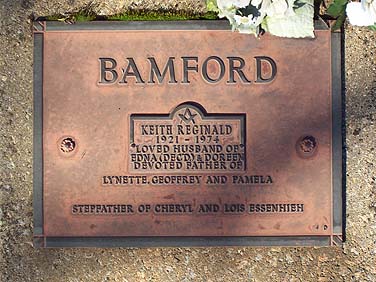 BAMFORD
KEITH REGINALD
1921 - 1974
"LOVED HUSBAND OF"
EDNA (DEC'D) & DOREEN
DEVOTED FATHER OF
LYNETTE, GEOFFREY AND PAMELA
STEPFATHER OF CHERYL AND LOIS ESSENHIEH